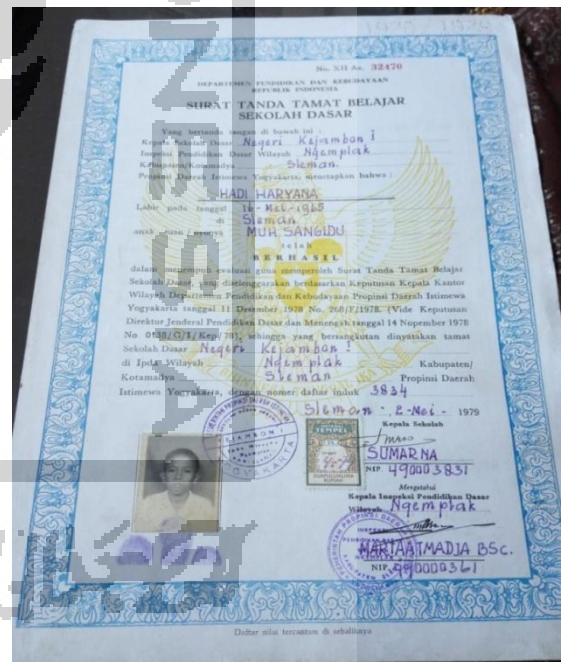 No. XII Aa. 32470
DEPARTEMEN PENDIDIKAN DAN KEBUDAYAAN
REPUBLIK INDONESIA
SURAT TANDA TAMAT BELAJAR
SEKOLAH DASAR
Yang bertanda tangan di bawah ini :
Kepala Sekolah Dasar Negeri Kejambon I
Inspeksi Pendidikan Dasar Wilayah Ngemplak
Kabupaten/Kotamadya Sleman
Propinsi Daerah Istimewa Yogyakarta, menetapkan bahwa :
HADI HARYANA
Lahir pada tanggal 16-Mei-1965
di Sleman
anak MUH SANGIDU
telah
BERHASIL
dalam menempuh evaluasi guna memperoleh Surat Tanda Tamat Belajar
Sekolah Dasar, yang diselenggarakan berdasarkan Keputusan Kepala Kantor
Wilayah Departemen Pendidikan dan Kebudayaan Propinsi Daerah Istimewa
Yogyakarta tanggal 11 Desember 1978 No. 268/F/1978. (Vide Keputusan
Direktur Jenderal Pendidikan Dasar dan Menengah tanggal 14 Nopember 1978
No 0138/C/I/Kep/78), sehingga yang bersangkutan dinyatakan tamat
Sekolah Dasar Negeri Kejambon I
di Ipda Wilayah Ngemplak Kabupaten/
Kotamadya Sleman Propinsi Daerah
Istimewa Yogyakarta, dengan nomor daftar induk 3834
Sleman - 2-Mei - 1979
Kepala Sekolah
SUMARNA
NIP 490003831
Mengetahui
Kepala Inspeksi Pendidikan Dasar
Wilayah Ngemplak
MARTAATMADJA BSc.
NIP. 490000361
TEMPEL
YOGYAKARTA
Daftar nilai tercantum di sebaliknya